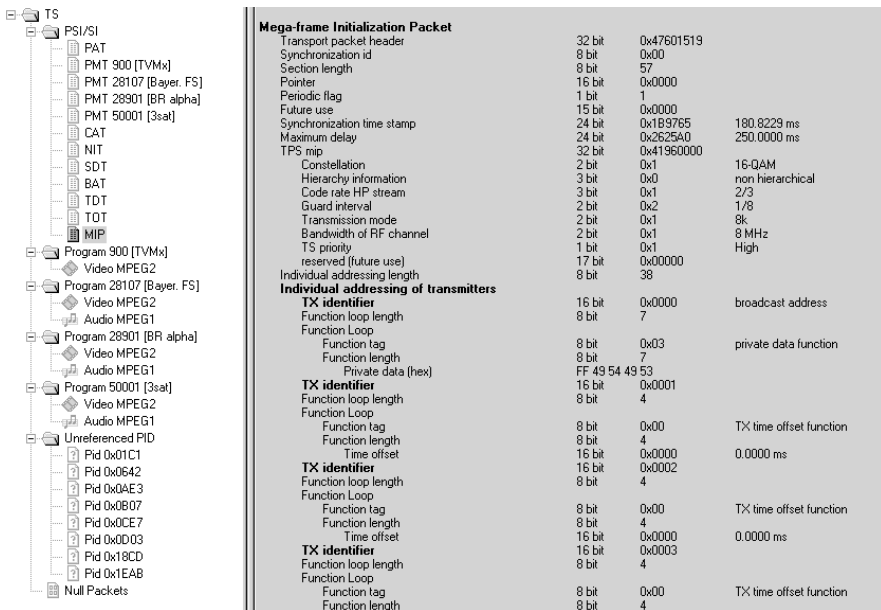 TS
PSI/SI
PAT
PMT 900 [TVMx]
PMT 28107 [Bayer. FS]
PMT 28901 [BR alpha]
PMT 50001 [3sat]
CAT
NIT
SDT
BAT
TDT
TOT
MIP
Program 900 [TVMx]
Video MPEG2
Program 28107 [Bayer. FS]
Video MPEG2
Audio MPEG1
Program 28901 [BR alpha]
Video MPEG2
Audio MPEG1
Program 50001 [3sat]
Video MPEG2
Audio MPEG1
Unreferenced PID
Pid 0x01C1
Pid 0x0642
Pid 0x0AE3
Pid 0x0B07
Pid 0x0CE7
Pid 0x0D03
Pid 0x18CD
Pid 0x1EAB
Null Packets
Mega-frame Initialization Packet
Transport packet header 32 bit 0x47601519
Synchronization id 8 bit 0x00
Section length 8 bit 57
Pointer 16 bit 0x0000
Periodic flag 1 bit 1
Future use 15 bit 0x0000
Synchronization time stamp 24 bit 0x1B9765 180.8229 ms
Maximum delay 24 bit 0x2625A0 250.0000 ms
TPS mip 32 bit 0x41960000
Constellation 2 bit 0x1 16-QAM
Hierarchy information 3 bit 0x0 non hierarchical
Code rate HP stream 3 bit 0x1 2/3
Guard interval 2 bit 0x2 1/8
Transmission mode 2 bit 0x1 8k
Bandwidth of RF channel 2 bit 0x1 8 MHz
TS priority 1 bit 0x1 High
reserved (future use) 17 bit 0x00000
Individual addressing length 8 bit 38
Individual addressing of transmitters
TX identifier 16 bit 0x0000 broadcast address
Function loop length 8 bit 7
Function Loop
Function tag 8 bit 0x03 private data function
Function length 8 bit 7
Private data (hex) FF 49 54 49 53
TX identifier 16 bit 0x0001
Function loop length 8 bit 4
Function Loop
Function tag 8 bit 0x00 TX time offset function
Function length 8 bit 4
Time offset 16 bit 0x0000 0.0000 ms
TX identifier 16 bit 0x0002
Function loop length 8 bit 4
Function Loop
Function tag 8 bit 0x00 TX time offset function
Function length 8 bit 4
Time offset 16 bit 0x0000 0.0000 ms
TX identifier 16 bit 0x0003
Function loop length 8 bit 4
Function Loop
Function tag 8 bit 0x00 TX time offset function
Function length 8 bit 4